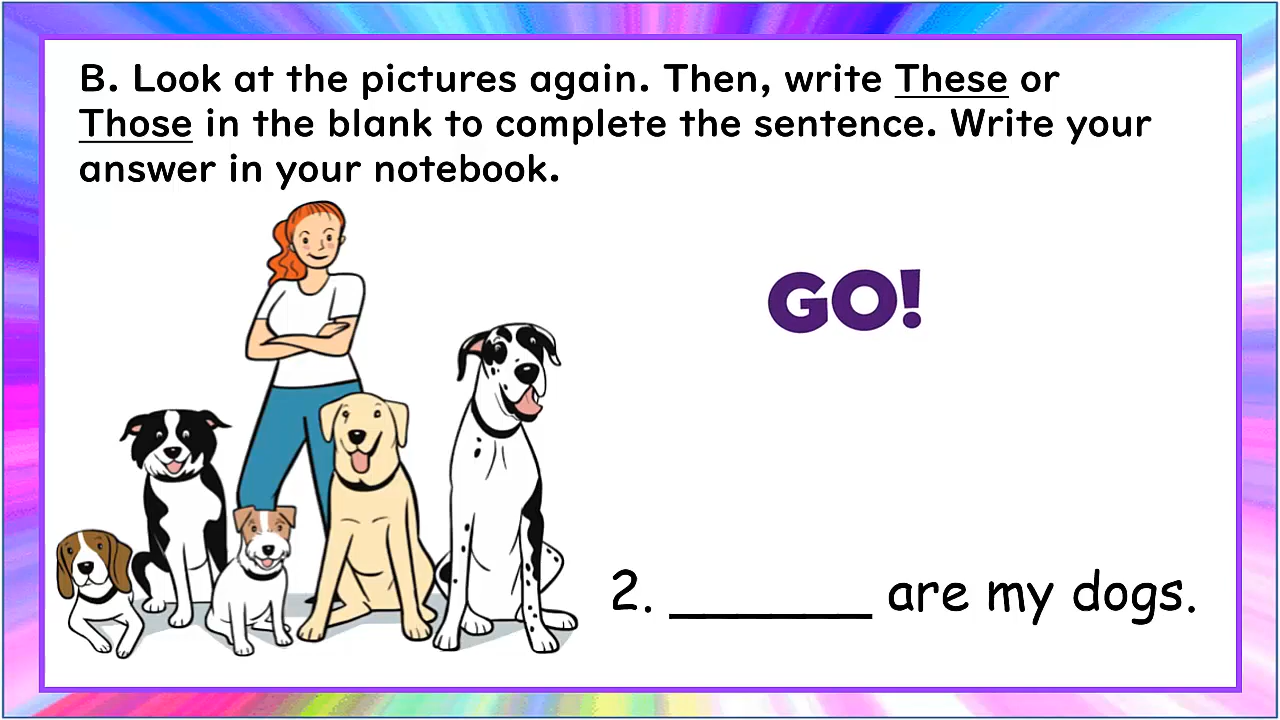 B. Look at the pictures again. Then, write These or
Those in the blank to complete the sentence. Write your
answer in your notebook.
GO!
2. ______ are my dogs.